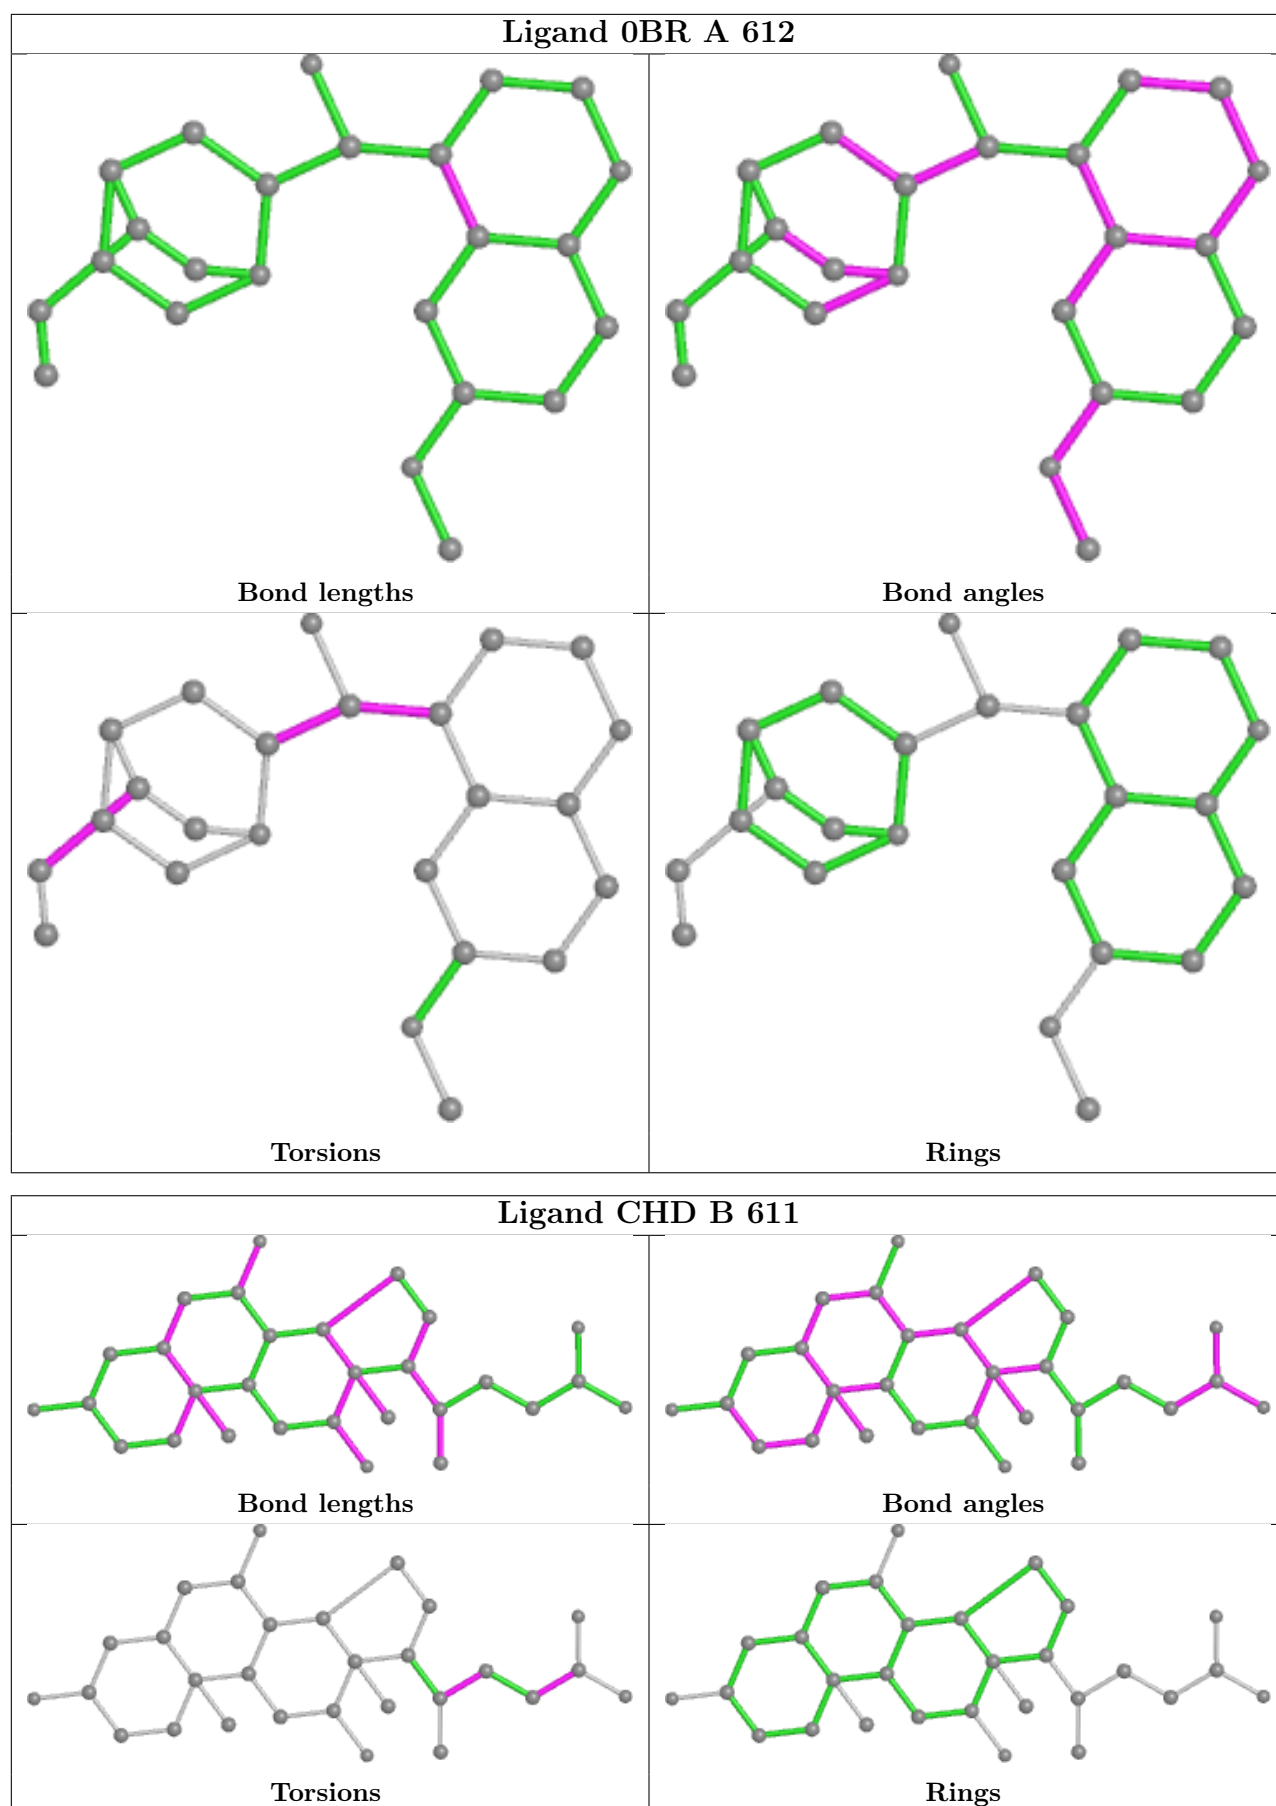 Ligand 0BR A 612
Bond lengths
Bond angles
Torsions
Rings
Ligand CHD B 611
Bond lengths
Bond angles
Torsions
Rings